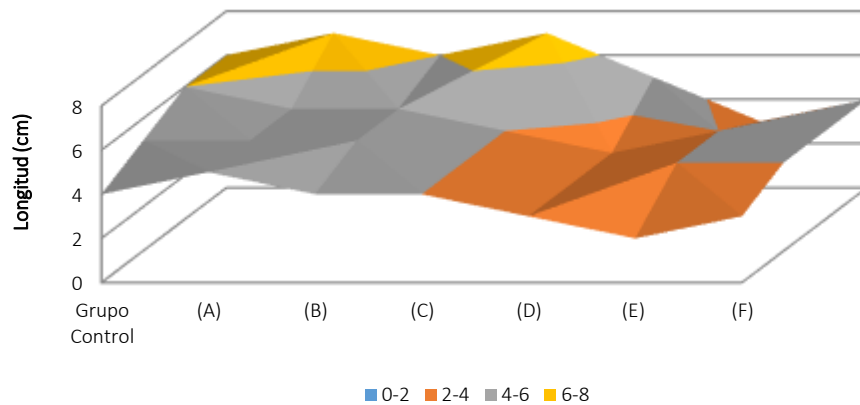 Longitud (cm)
8
6
4
2
0
Grupo
Control
(A)
(B)
(C)
(D)
(E)
(F)
0-2
2-4
4-6
6-8